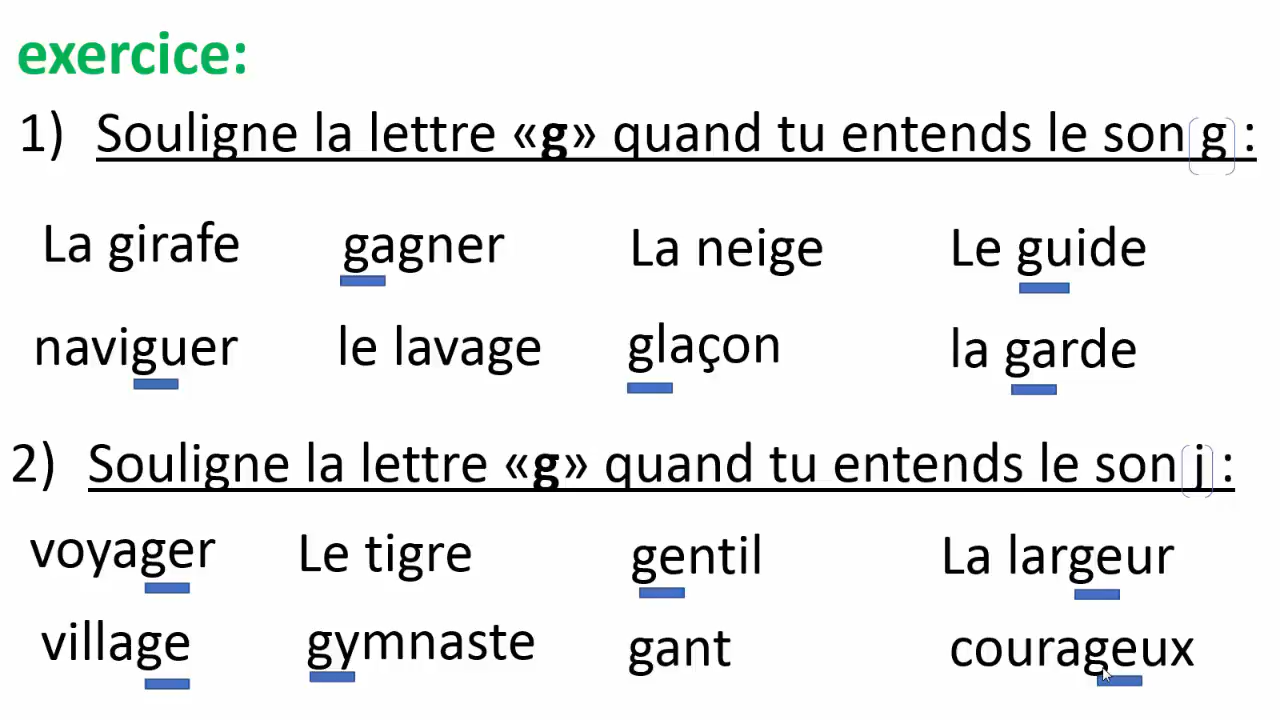 exercice:
1) Souligne la lettre «g» quand tu entends le son [g] :
La girafe gagner La neige Le guide
naviguer le lavage glaçon la garde
2) Souligne la lettre «g» quand tu entends le son [j] :
voyager Le tigre gentil La largeur
village gymnaste gant courageux